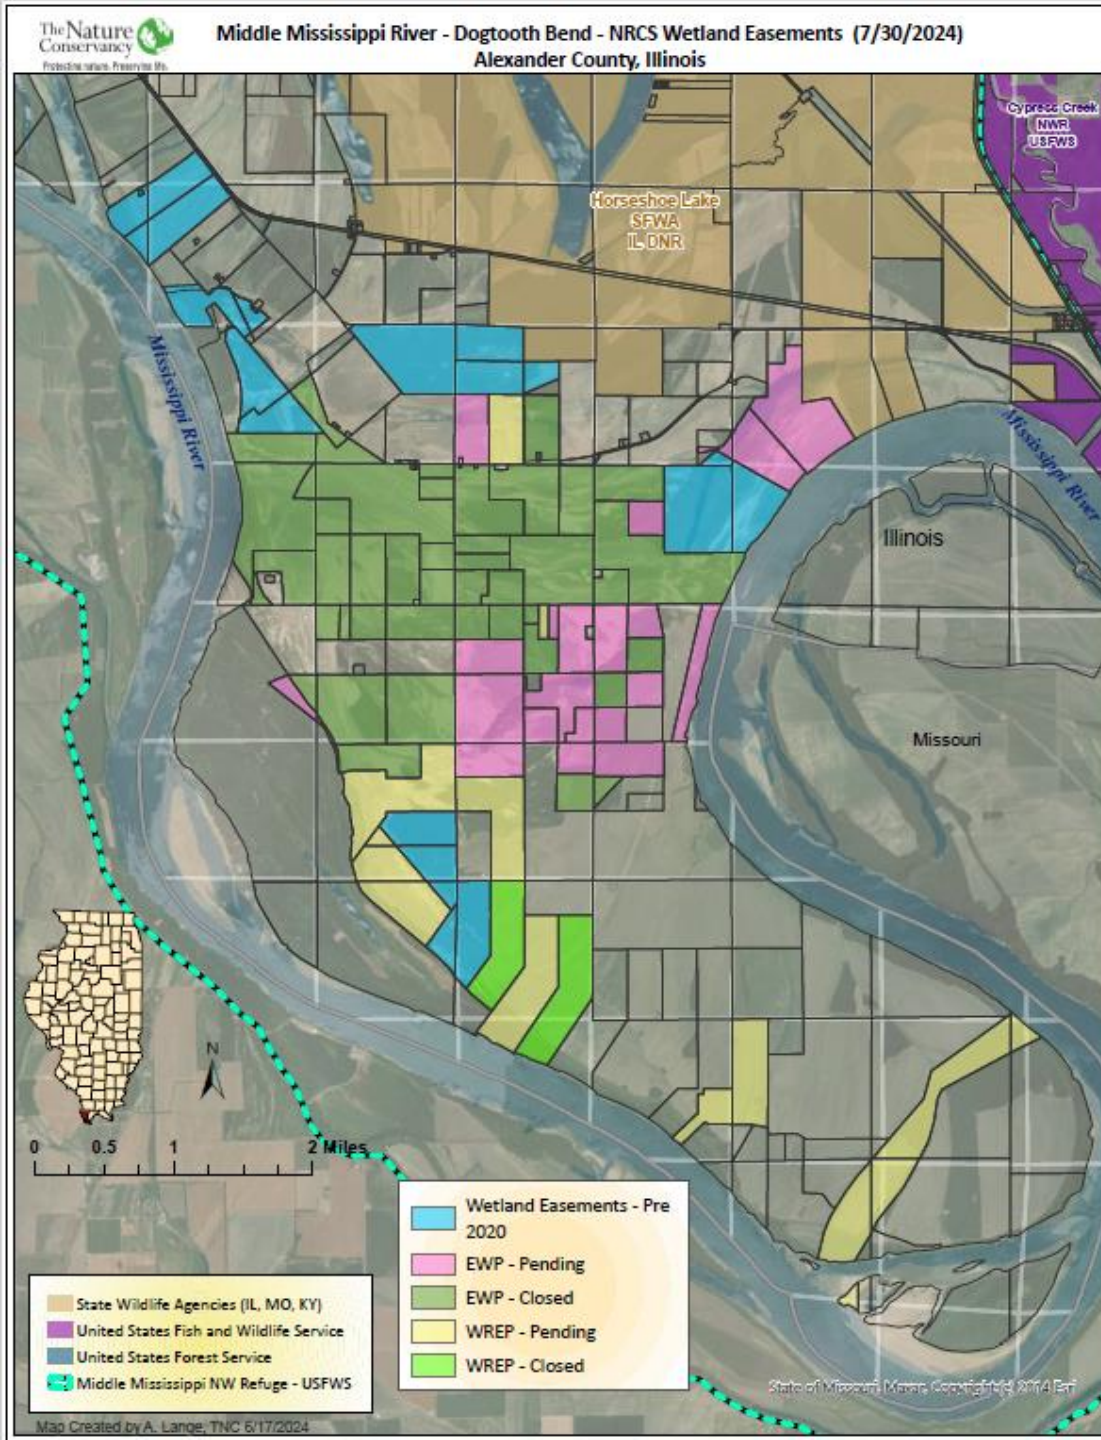 The Nature
Conservancy
Protecting nature. Preserving life.
Middle Mississippi River - Dogtooth Bend - NRCS Wetland Easements (7/30/2024)
Alexander County, Illinois
Cypress Creek
NWR
USFWS
Horseshoe Lake
SFWA
IL DNR
Mississippi River
Mississippi River
Illinois
Missouri
N
0 0.5 1 2 Miles
Wetland Easements - Pre
2020
EWP - Pending
EWP - Closed
WREP - Pending
WREP - Closed
State Wildlife Agencies (IL, MO, KY)
United States Fish and Wildlife Service
United States Forest Service
Middle Mississippi NW Refuge - USFWS
State of Missouri, Maxar, Copyright(c) 2014 Esri
Map Created by A. Lange, TNC 6/17/2024